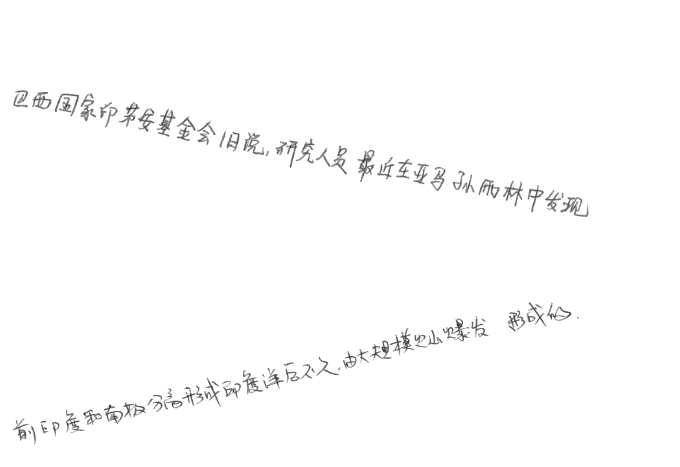 巴西国家印第安基金会1日说,研究人员最近在亚马孙雨林中发现
前印度和南极分离形成印度洋后不久,由大规模火山爆发形成的.